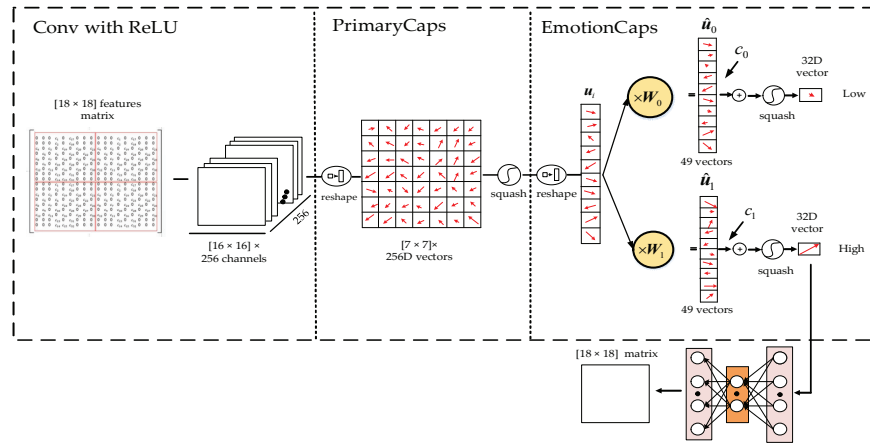 Conv with ReLU
PrimaryCaps
EmotionCaps
[18 × 18] features
matrix
256
[16 × 16] ×
256 channels
reshape
[7 × 7]×
256D vectors
squash
reshape
u_i
×W_0
×W_1
û_0
=
c_0
+
squash
32D
vector
Low
49 vectors
û_1
=
c_1
+
squash
32D
vector
High
49 vectors
[18 × 18] matrix